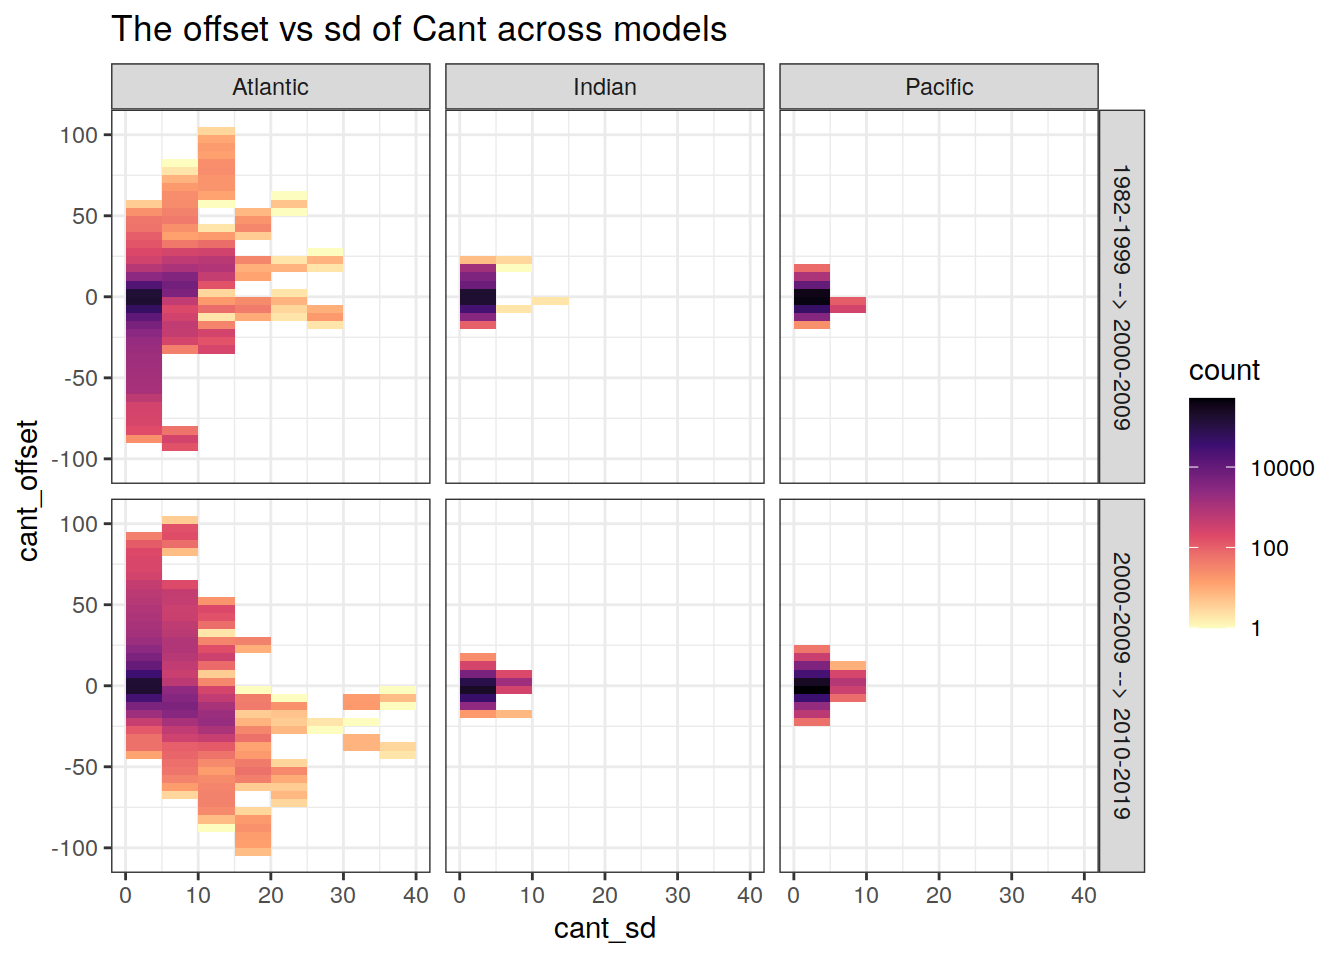 The offset vs sd of Cant across models
Atlantic Indian Pacific
100
50
0
-50
-100
1982-1999 --> 2000-2009
100
50
0
-50
-100
2000-2009 --> 2010-2019
cant_offset
0 10 20 30 40 0 10 20 30 40 0 10 20 30 40
cant_sd
count
10000
100
1